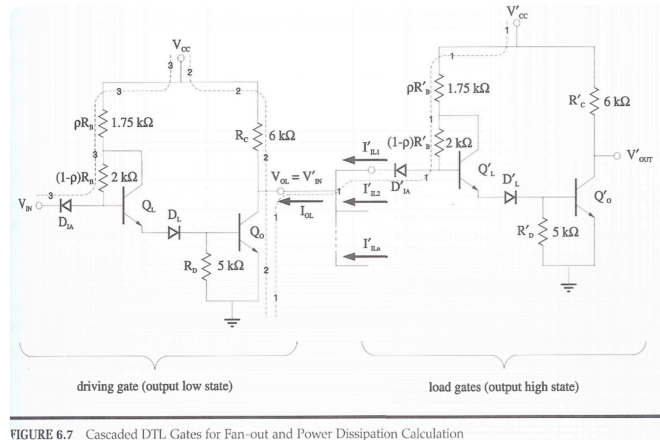 V'CC
VCC
1
1
3
2
1
1
3
2
ρRB
1.75 kΩ
RC
6 kΩ
2
3
(1-ρ)RB
2 kΩ
VIN
3
DIA
QL
DL
QO
RD
5 kΩ
2
1
1
VOL = V'IN
IOL
1
I'IL1
I'IL2
I'ILn
D'IA
1
ρR'B
1.75 kΩ
1
(1-ρ)R'B
2 kΩ
Q'L
D'L
R'C
6 kΩ
V'OUT
Q'O
R'D
5 kΩ
driving gate (output low state)
load gates (output high state)
FIGURE 6.7 Cascaded DTL Gates for Fan-out and Power Dissipation Calculation